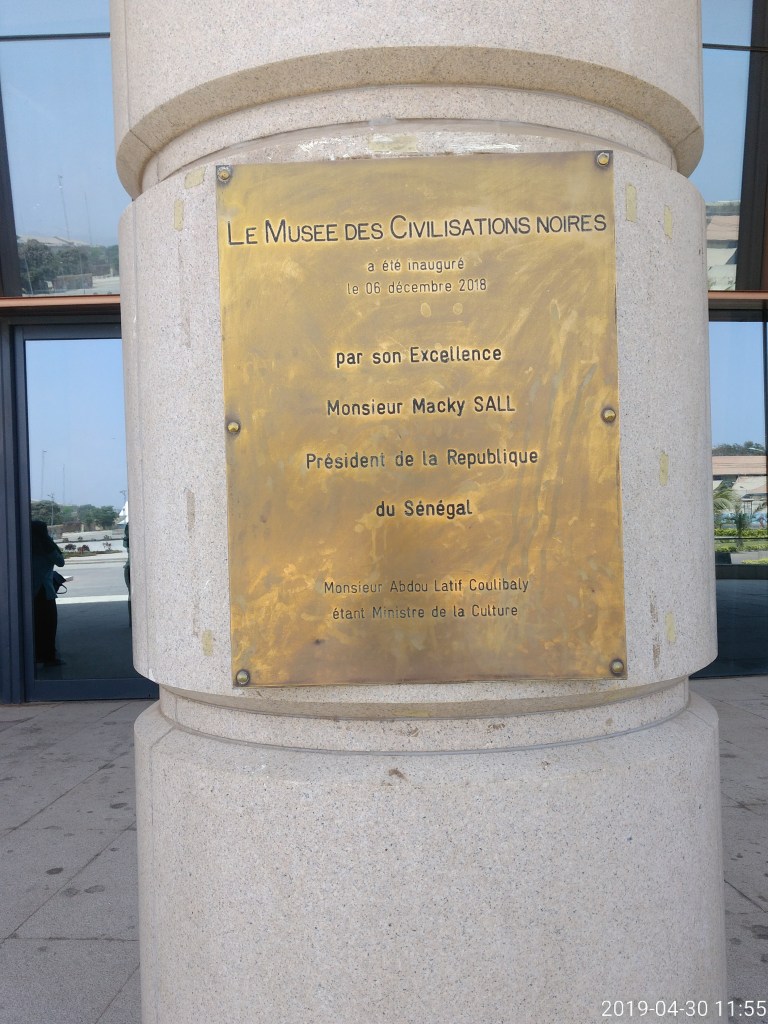 LE MUSEE DES CIVILISATIONS NOIRES
a été inauguré
le 06 décembre 2018
par son Excellence
Monsieur Macky SALL
Président de la Republique
du Sénégal
Monsieur Abdou Latif Coulibaly
étant Ministre de la Culture
2019-04-30 11:55